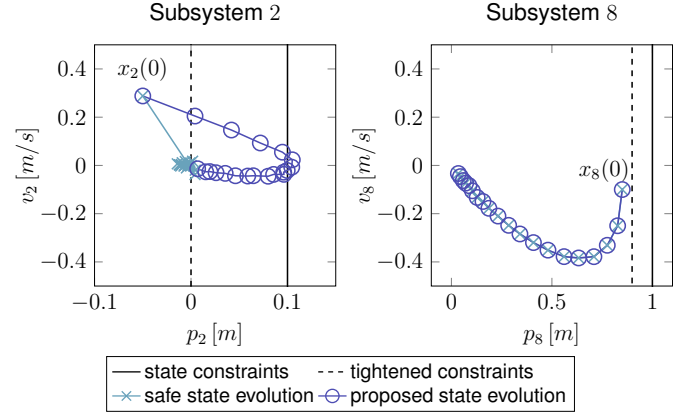 Subsystem 2
Subsystem 8
0.4
0.2
0
−0.2
−0.4
v₂ [m/s]
x₂(0)
−0.1
0
0.1
p₂ [m]
0.4
0.2
0
−0.2
−0.4
v₈ [m/s]
x₈(0)
0
0.5
1
p₈ [m]
state constraints
tightened constraints
safe state evolution
proposed state evolution